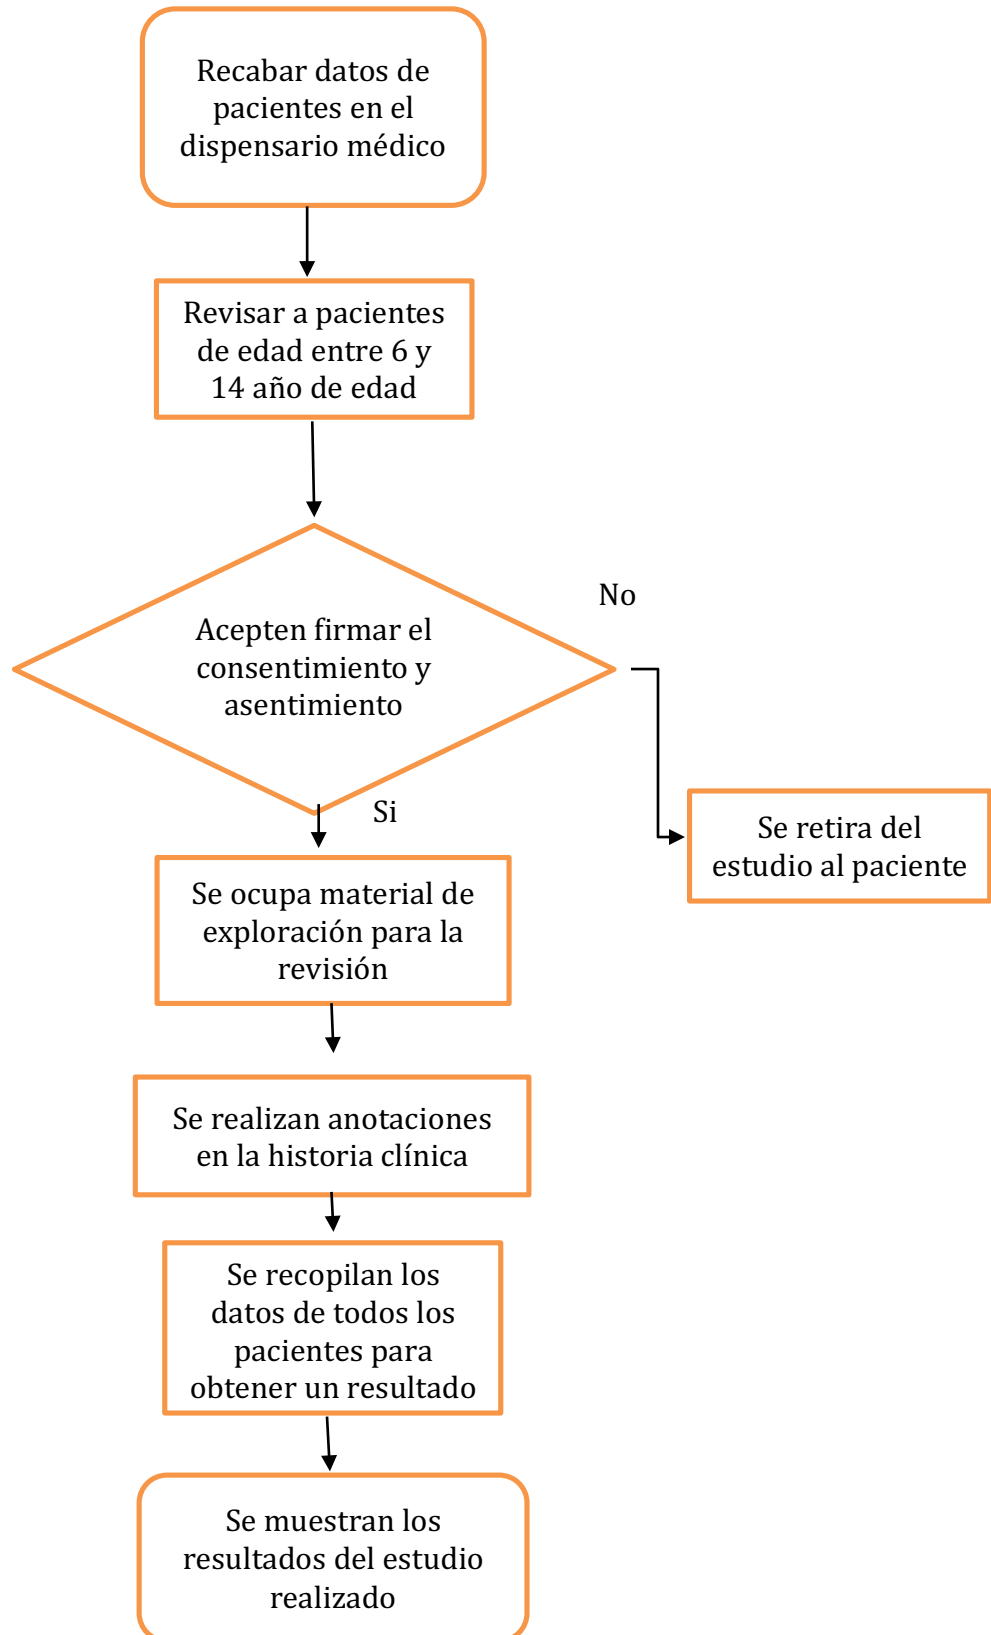 Recabar datos de
pacientes en el
dispensario médico
Revisar a pacientes
de edad entre 6 y
14 año de edad
No
Acepten firmar el
consentimiento y
asentimiento
Si
Se retira del
estudio al paciente
Se ocupa material de
exploración para la
revisión
Se realizan anotaciones
en la historia clínica
Se recopilan los
datos de todos los
pacientes para
obtener un resultado
Se muestran los
resultados del estudio
realizado